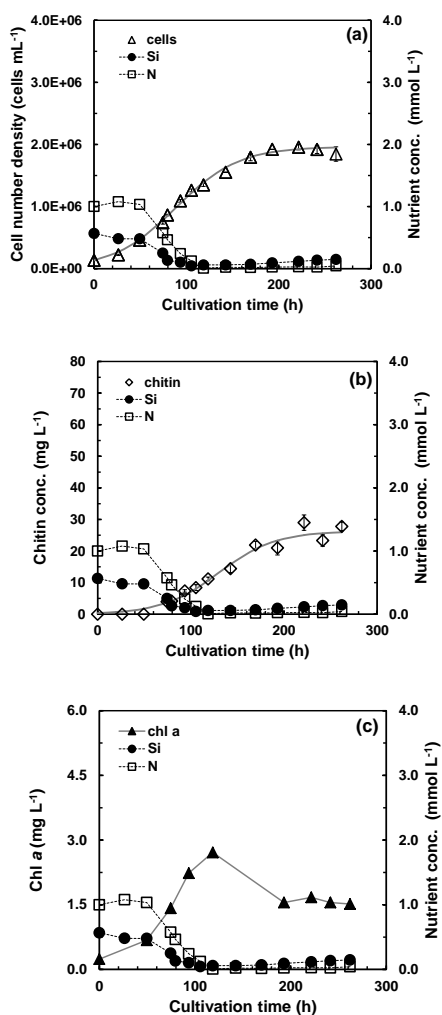 (a)
cells
Si
N
Cell number density (cells mL-1)
4.0E+06
3.0E+06
2.0E+06
1.0E+06
0.0E+06
4.0
3.0
2.0
1.0
0.0
Nutrient conc. (mmol L-1)
0 100 200 300
Cultivation time (h)
(b)
chitin
Si
N
Chitin conc. (mg L-1)
80
70
60
50
40
30
20
10
0
4.0
3.0
2.0
1.0
0.0
Nutrient conc. (mmol L-1)
0 100 200 300
Cultivation time (h)
(c)
chl a
Si
N
Chl a (mg L-1)
6.0
4.5
3.0
1.5
0.0
4.0
3.0
2.0
1.0
0.0
Nutrient conc. (mmol L-1)
0 100 200 300
Cultivation time (h)